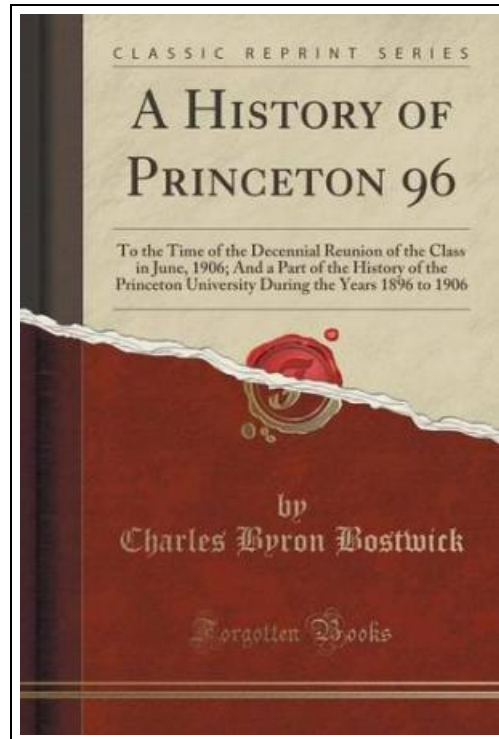 CLASSIC REPRINT SERIES
A HISTORY OF
PRINCETON 96
To the Time of the Decennial Reunion of the Class
in June, 1906; And a Part of the History of the
Princeton University During the Years 1896 to 1906
by
Charles Byron Bostwick
Forgotten Books